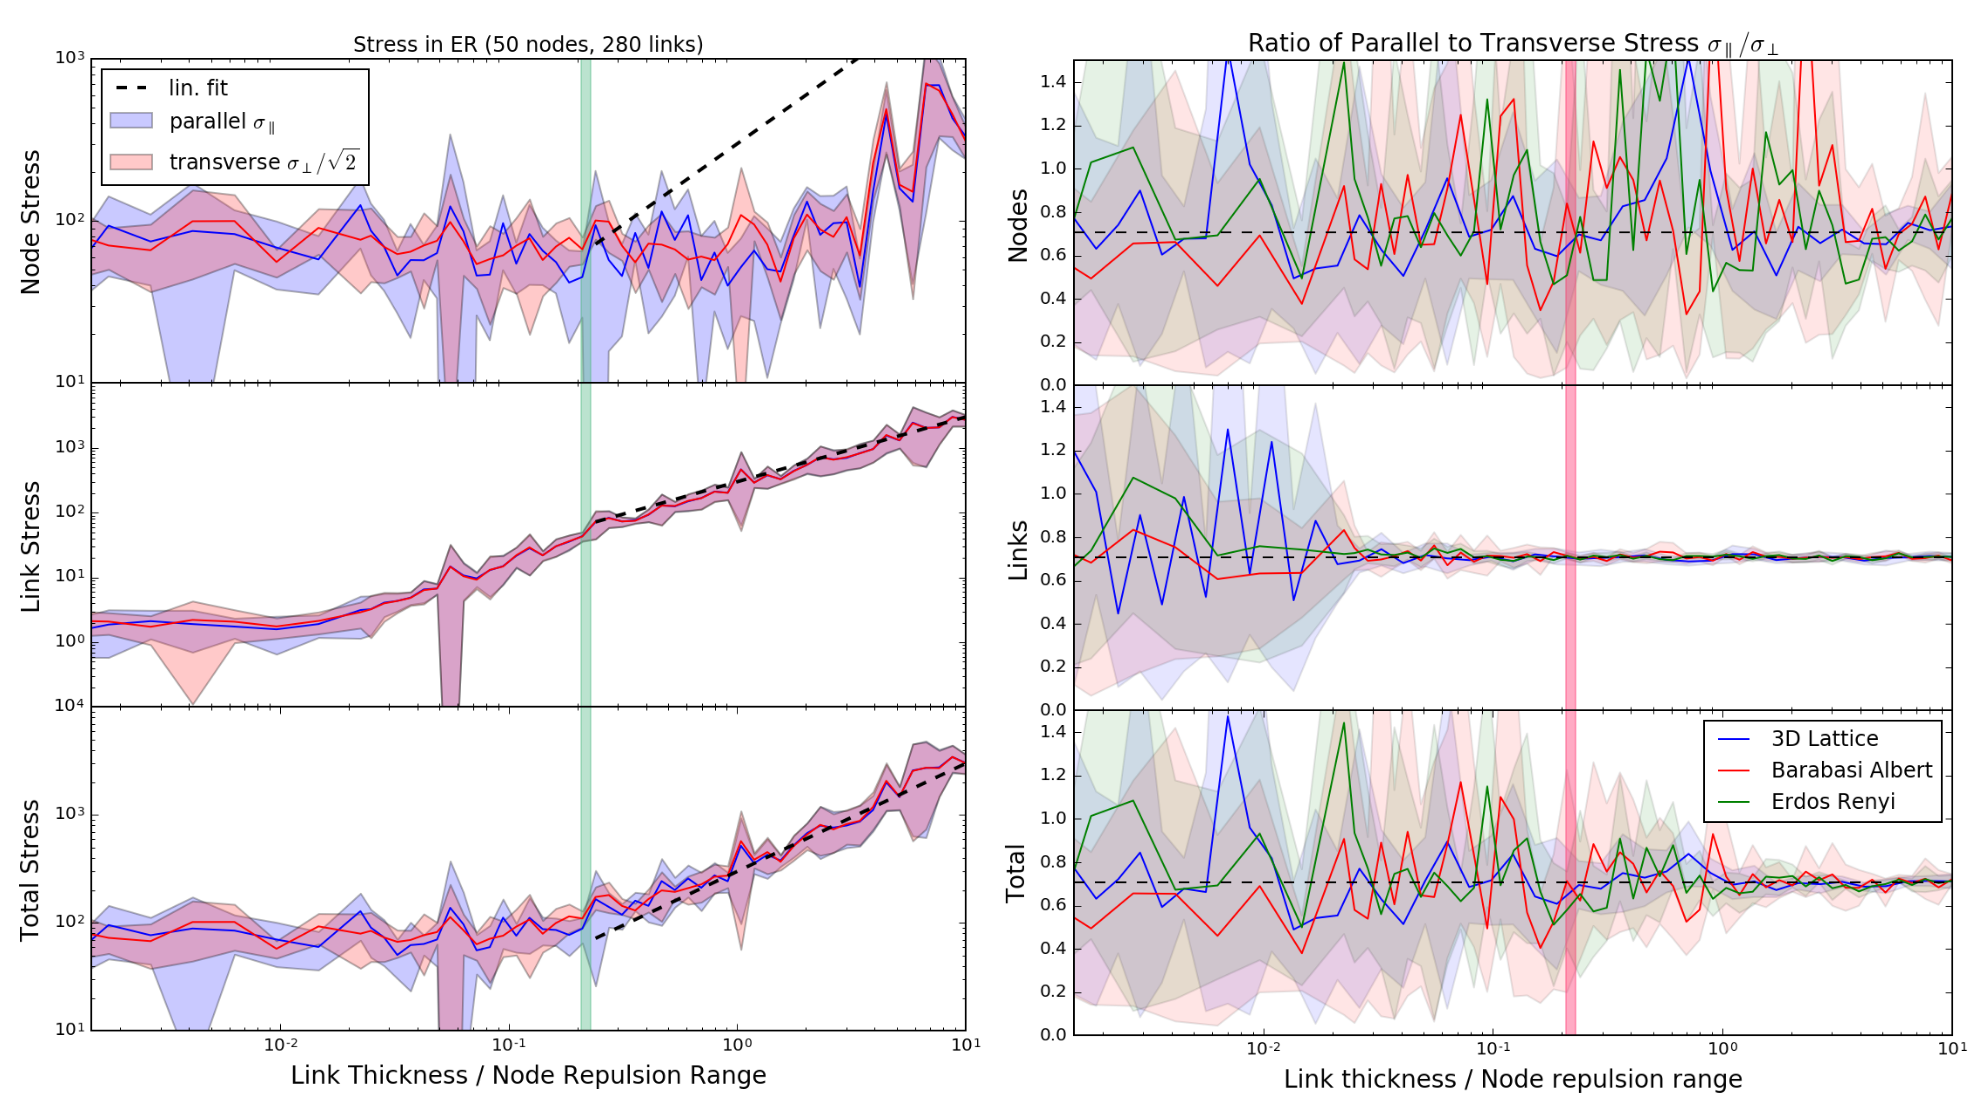 Stress in ER (50 nodes, 280 links)
10³
10²
10¹
Node Stress
lin. fit
parallel σ∥
transverse σ⊥/√2
10³
10²
10¹
10⁰
10⁴
Link Stress
10³
10²
10¹
Total Stress
10⁻² 10⁻¹ 10⁰ 10¹
Link Thickness / Node Repulsion Range
Ratio of Parallel to Transverse Stress σ∥/σ⊥
1.4
1.2
1.0
0.8
0.6
0.4
0.2
0.0
Nodes
1.4
1.2
1.0
0.8
0.6
0.4
0.2
0.0
Links
1.4
1.2
1.0
0.8
0.6
0.4
0.2
0.0
Total
3D Lattice
Barabasi Albert
Erdos Renyi
10⁻² 10⁻¹ 10⁰ 10¹
Link thickness / Node repulsion range